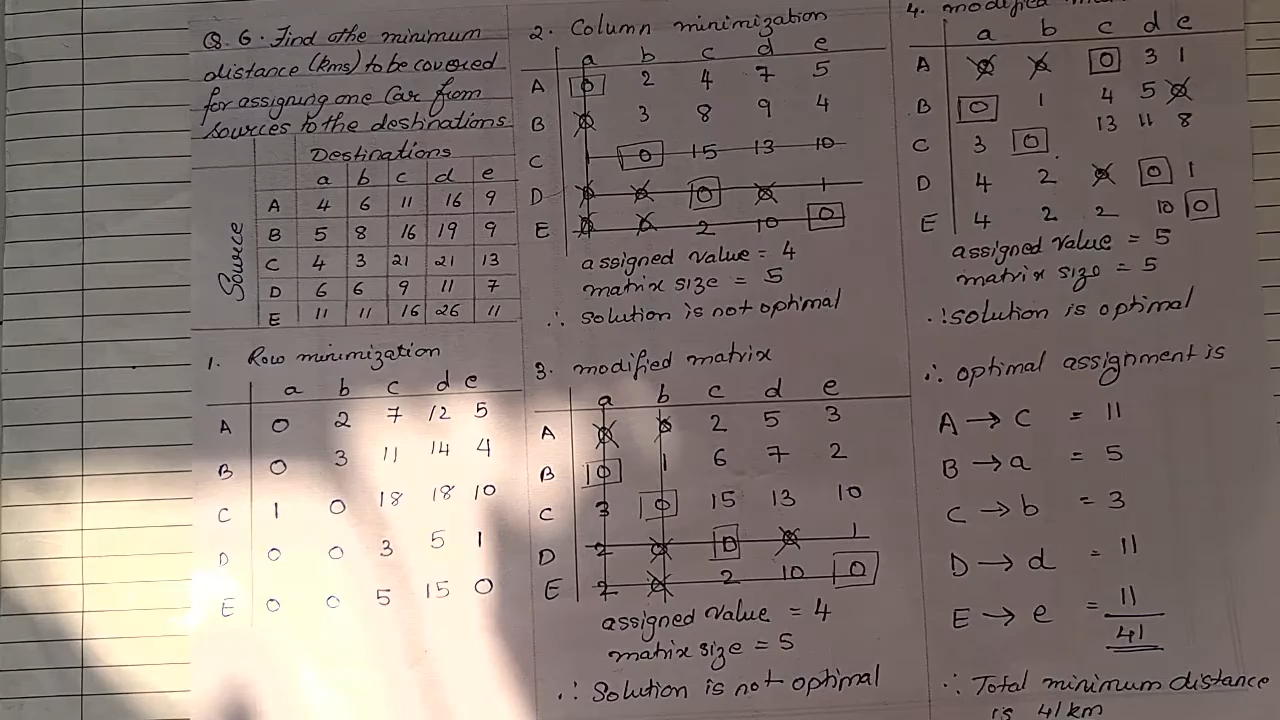 Q.6. Find the minimum
distance (kms) to be covered
for assigning one Car from
sources to the destinations.
Destinations
Source
a b c d e
A 4 6 11 16 9
B 5 8 16 19 9
C 4 3 21 21 13
D 6 6 9 11 7
E 11 11 16 26 11
1. Row minimization
a b c d e
A 0 2 7 12 5
B 0 3 11 14 4
C 1 0 18 18 10
D 0 0 3 5 1
E 0 0 5 15 0
2. Column minimization
a b c d e
A 0 2 4 7 5
B 0 3 8 9 4
C 1 0 15 13 10
D 0 0 0 0 1
E 0 0 2 10 0
assigned value = 4
matrix size = 5
∴ solution is not optimal
3. modified matrix
a b c d e
A 0 0 2 5 3
B 0 1 6 7 2
C 3 0 15 13 10
D 2 0 0 0 1
E 2 0 2 10 0
assigned value = 4
matrix size = 5
∴ Solution is not optimal
4. modified
a b c d e
A 0 0 0 3 1
B 0 1 4 5 0
C 3 0 13 11 8
D 4 2 0 0 1
E 4 2 2 10 0
assigned value = 5
matrix size = 5
∴ solution is optimal
∴ optimal assignment is
A → c = 11
B → a = 5
C → b = 3
D → d = 11
E → e = 11
41
∴ Total minimum distance
is 41km